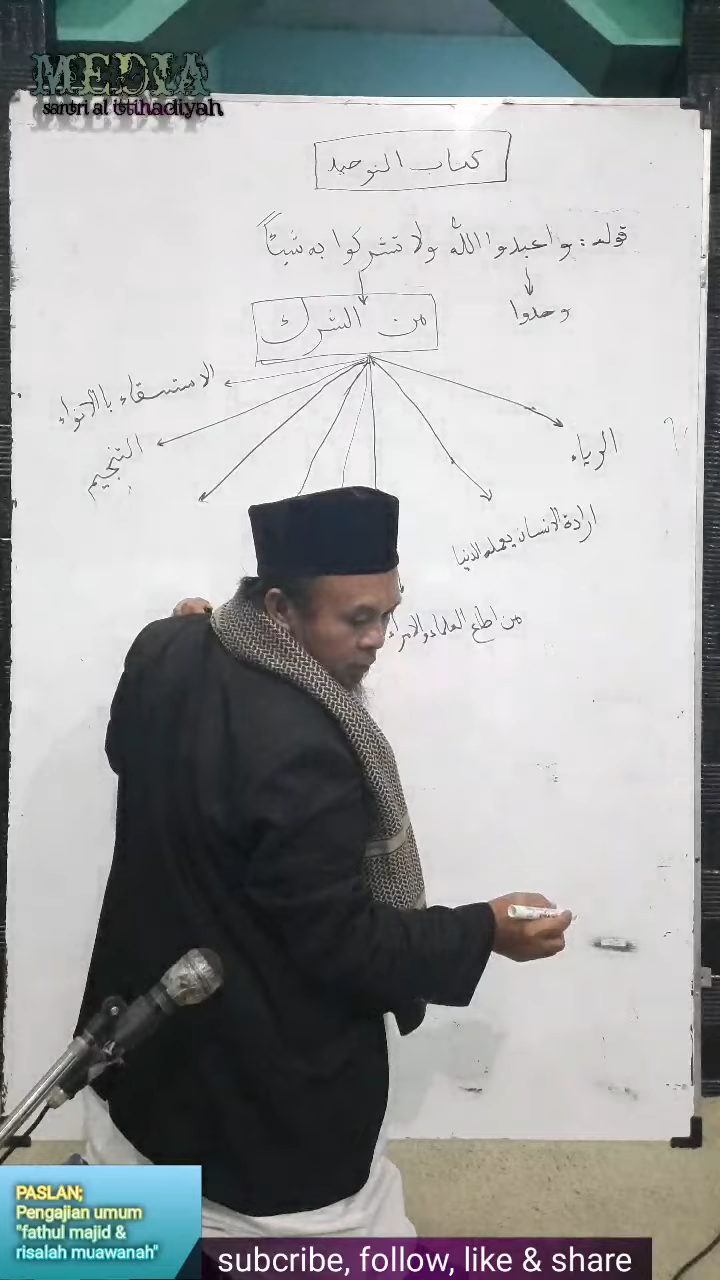 MEDIA
santri al ittihadiyah
كتاب التوحيد
قوله: واعبدوا الله ولا تشركوا به شيئاً
وحدوا
من الشرك
الاستسقاء باالأنواء
التنجيم
الرياء
ارادة الانسان بعمله الدنيا
من اطاع العلماء والامراء
PASLAN;
Pengajian umum
"fathul majid &
risalah muawanah"
subcribe, follow, like & share